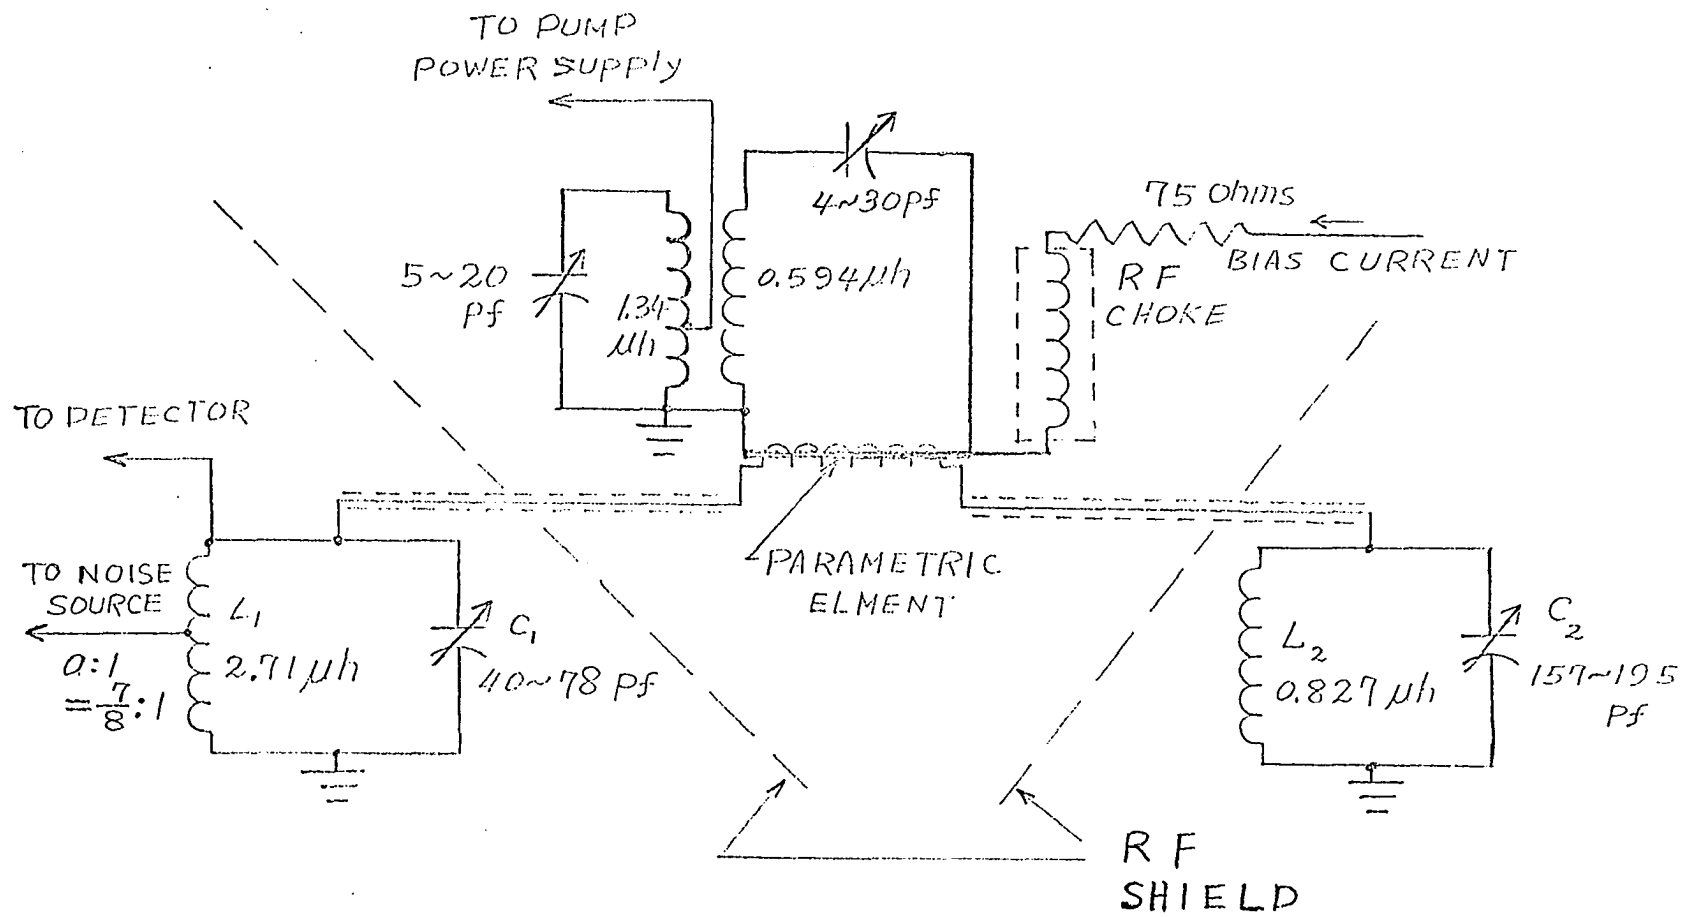 TO PUMP
POWER SUPPly
4~30pf
75 Ohms
BIAS CURRENT
5~20
Pf
1.34
μh
0.594μh
RF
CHOKE
TO DETECTOR
PARAMETRIC
ELMENT
TO NOISE
SOURCE
a:1
=7/8:1
L1
2.71μh
C1
40~78 Pf
L2
0.827μh
C2
157~195
Pf
RF
SHIELD